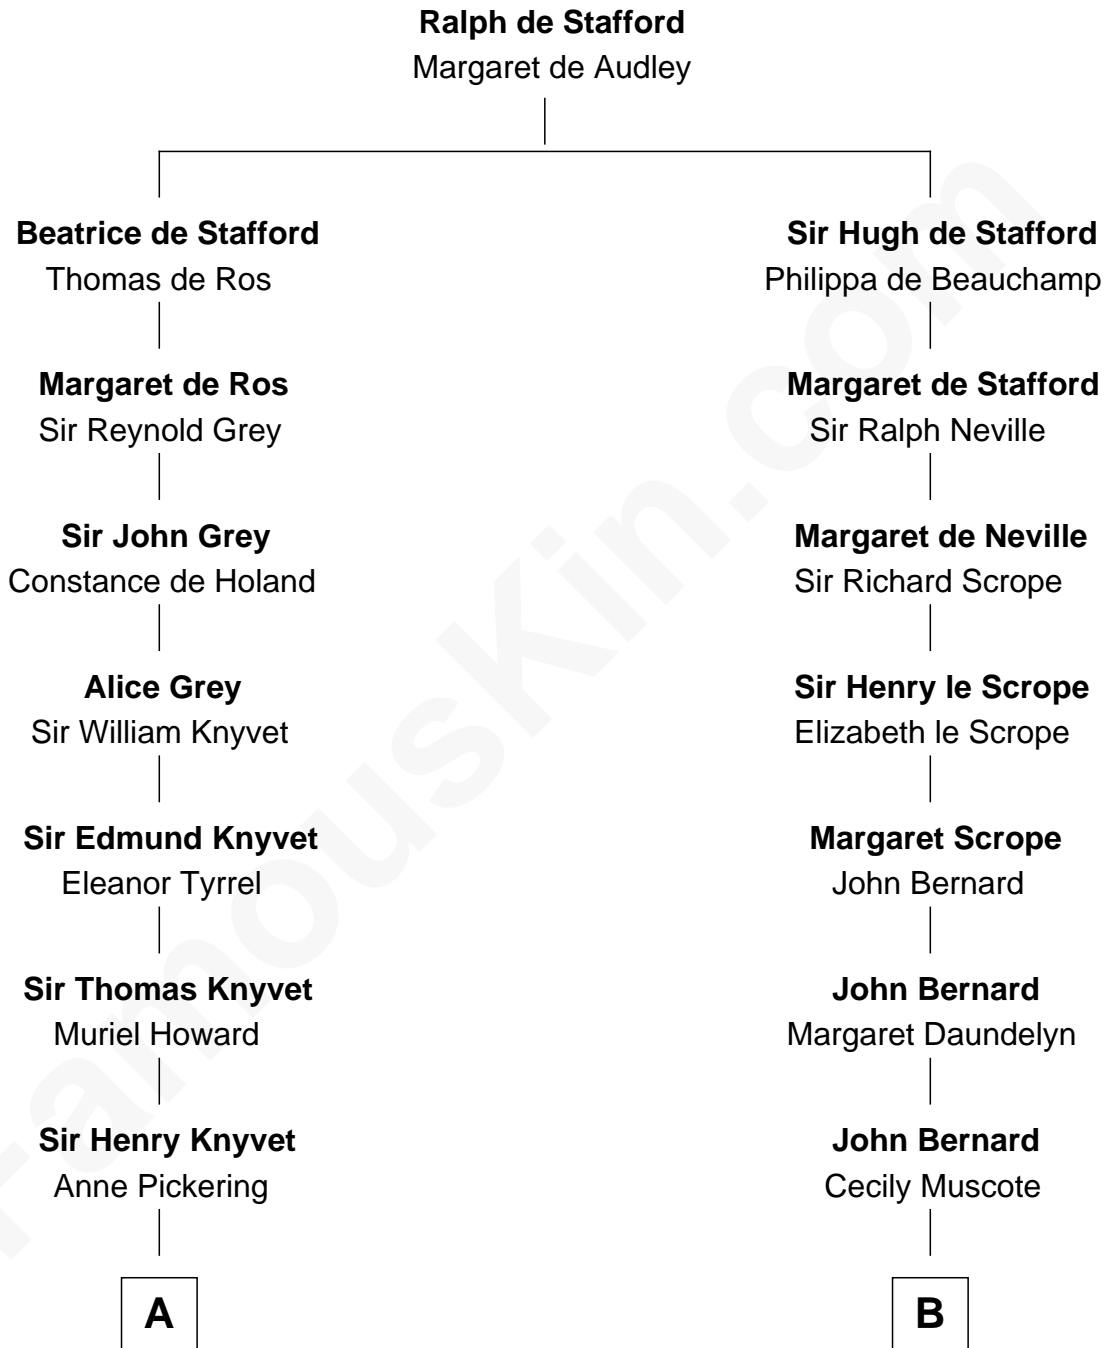 Ralph de Stafford
Margaret de Audley
Beatrice de Stafford
Thomas de Ros
Margaret de Ros
Sir Reynold Grey
Sir John Grey
Constance de Holand
Alice Grey
Sir William Knyvet
Sir Edmund Knyvet
Eleanor Tyrrel
Sir Thomas Knyvet
Muriel Howard
Sir Henry Knyvet
Anne Pickering
A
Sir Hugh de Stafford
Philippa de Beauchamp
Margaret de Stafford
Sir Ralph Neville
Margaret de Neville
Sir Richard Scrope
Sir Henry le Scrope
Elizabeth le Scrope
Margaret Scrope
John Bernard
John Bernard
Margaret Daundelyn
John Bernard
Cecily Muscote
B
FamousKin.com